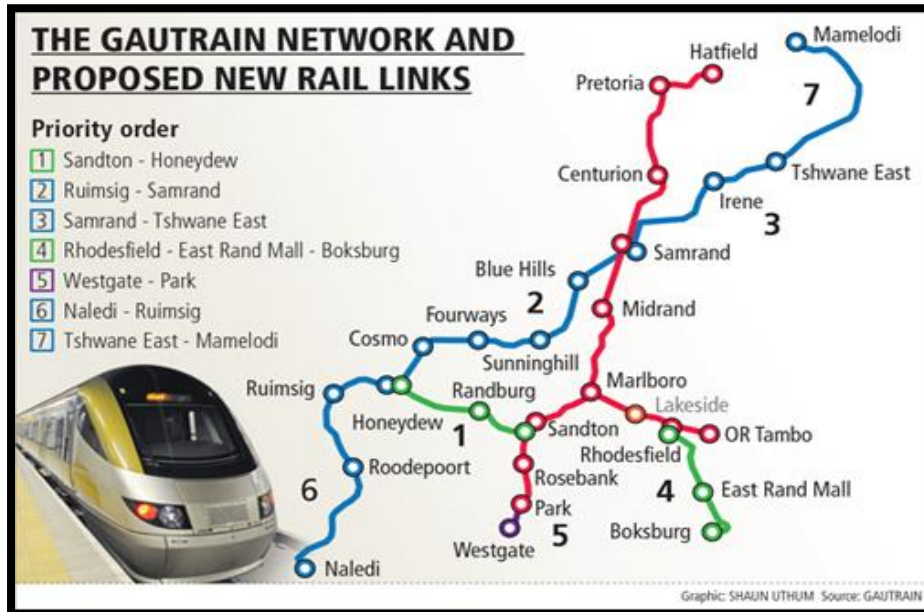 THE GAUTRAIN NETWORK AND
PROPOSED NEW RAIL LINKS
Priority order
1 Sandton - Honeydew
2 Ruimsig - Samrand
3 Samrand - Tshwane East
4 Rhodesfield - East Rand Mall - Boksburg
5 Westgate - Park
6 Naledi - Ruimsig
7 Tshwane East - Mamelodi
Mamelodi
Hatfield
Pretoria
7
Centurion
Tshwane East
Irene
3
Samrand
Blue Hills
2
Midrand
Fourways
Cosmo
Sunninghill
Ruimsig
Randburg
Marlboro
Lakeside
Honeydew
1
Sandton
OR Tambo
Rhodesfield
Roodepoort
Rosebank
6
4
East Rand Mall
Park
5
Boksburg
Westgate
Naledi
Graphic: SHAUN UTHUM Source: GAUTRAIN